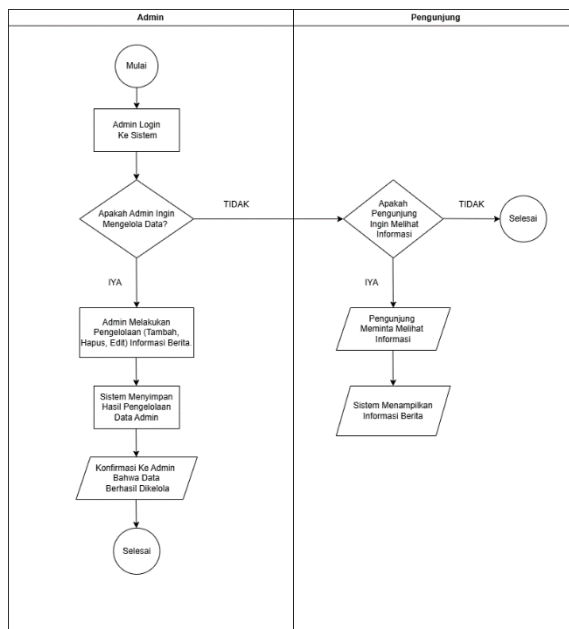 Admin
Pengunjung
Mulai
Admin Login
Ke Sistem
Apakah Admin Ingin
Mengelola Data?
TIDAK
Apakah
Pengunjung
Ingin Melihat
Informasi
TIDAK
Selesai
IYA
IYA
Admin Melakukan
Pengelolaan (Tambah,
Hapus, Edit) Informasi Berita.
Pengunjung
Meminta Melihat
Informasi
Sistem Menyimpan
Hasil Pengelolaan
Data Admin
Sistem Menampilkan
Informasi Berita
Konfirmasi Ke Admin
Bahwa Data
Berhasil Dikelola
Selesai